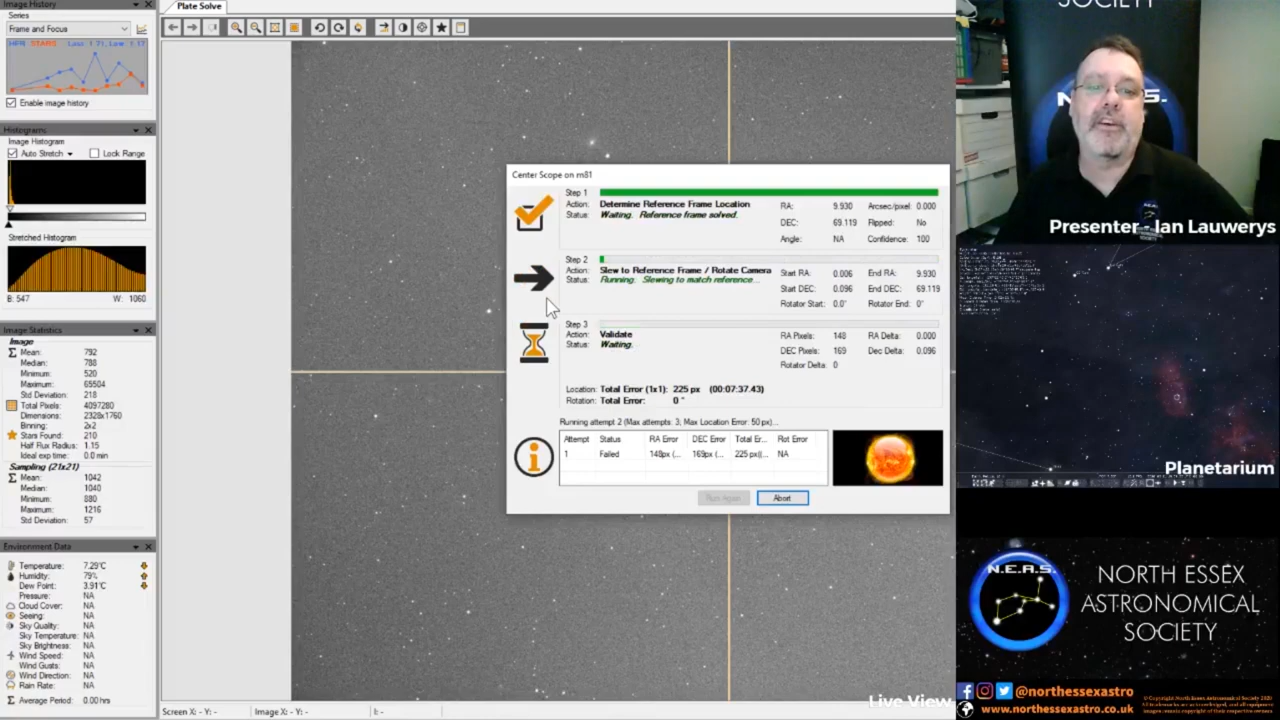 Image History
Series
Frame and Focus
HFR STARS
Enable image history
Histograms
Image Histogram
Auto Stretch
Lock Range
Stretched Histogram
B: 547 W: 1060
Image Statistics
Image
Mean: 792
Median: 788
Minimum: 520
Maximum: 65504
Std Deviation: 218
Total Pixels: 4097280
Dimensions: 2328x1760
Binning: 2x2
Stars Found: 210
Half Flux Radius: 1.15
Ideal exp time: 0.0 min
Sampling (21x21)
Mean: 1042
Median: 1040
Minimum: 880
Maximum: 1216
Std Deviation: 57
Environment Data
Temperature: 7.29°C
Humidity: 79%
Dew Point: 3.91°C
Pressure: NA
Cloud Cover: NA
Seeing: NA
Sky Quality: NA
Sky Temperature: NA
Sky Brightness: NA
Wind Speed: NA
Wind Gusts: NA
Wind Direction: NA
Rain Rate: NA
Average Period: 0.00 hrs
Plate Solve
Center Scope on m81
Step 1
Action: Determine Reference Frame Location
Status: Waiting. Reference frame solved.
RA: 9.930 Arcsec/pixel: 0.000
DEC: 69.119 Flipped: No
Angle: NA Confidence: 100
Step 2
Action: Slew to Reference Frame / Rotate Camera
Status: Running. Slewing to match reference...
Start RA: 0.006 End RA: 9.930
Start DEC: 0.096 End DEC: 69.119
Rotator Start: 0.0° Rotator End: 0°
Step 3
Action: Validate
Status: Waiting.
RA Pixels: 148 RA Delta: 0.000
DEC Pixels: 169 Dec Delta: 0.096
Rotator Delta: 0
Location: Total Error (1x1): 225 px (00:07:37.43)
Rotation: Total Error: 0 °
Running attempt 2 (Max attempts: 3; Max Location Error: 50 px)...
Attempt Status RA Error DEC Error Total Er... Rot Error
1 Failed 148px (... 169px (... 225 px((... NA
Run Again Abort
Screen X: - Y: - Image X: - Y: - I: -
Live View
SOCIETY
N S.
Presenter - Ian Lauwerys
Planetarium
N.E.A.S.
NORTH ESSEX
ASTRONOMICAL
SOCIETY
@northessexastro
www.northessexastro.co.uk